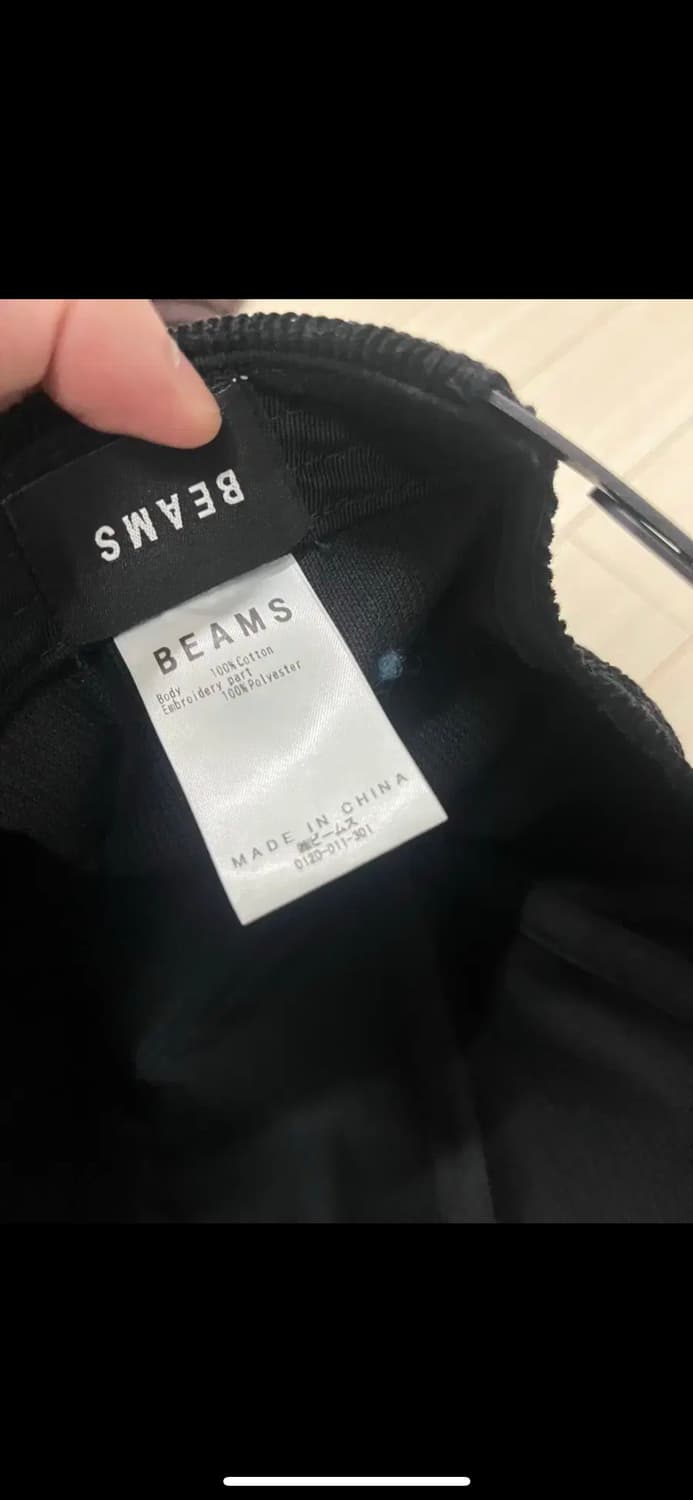 BEAMS
BEAMS
Body 100%Cotton
Embroidery part
100%Polyester
MADE IN CHINA
㈱ビームス
0120-011-301